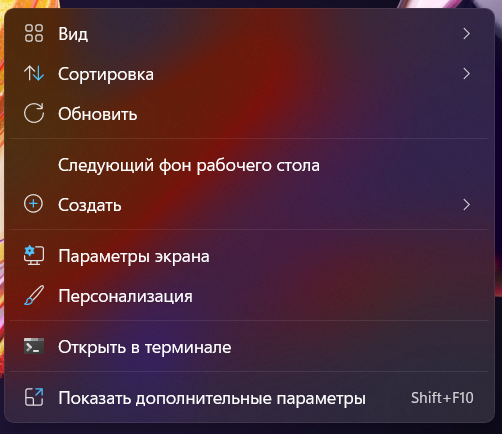 Вид
Сортировка
Обновить
Следующий фон рабочего стола
Создать
Параметры экрана
Персонализация
Открыть в терминале
Показать дополнительные параметры Shift+F10